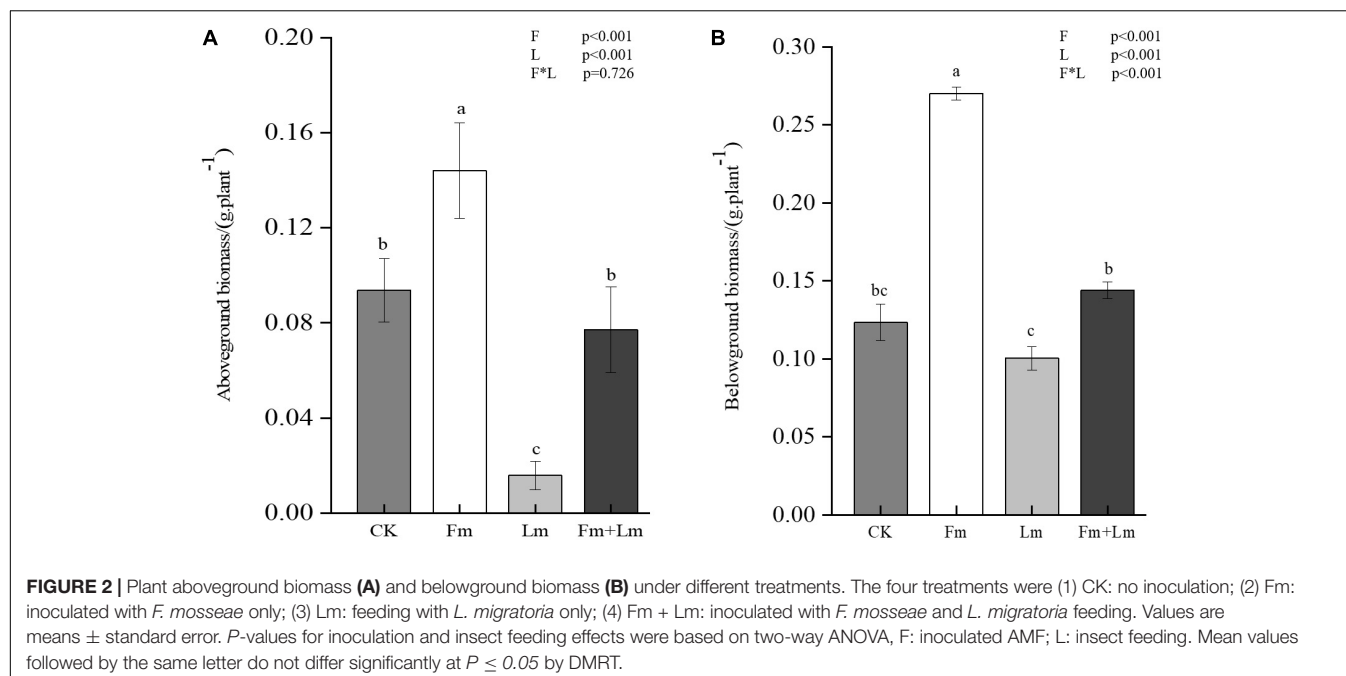 A
0.20
0.16
0.12
0.08
0.04
0.00
Aboveground biomass/(g.plant⁻¹)
F p<0.001
L p<0.001
F*L p=0.726
b
a
c
b
CK Fm Lm Fm+Lm
B
0.30
0.25
0.20
0.15
0.10
0.05
0.00
Belowground biomass/(g.plant⁻¹)
F p<0.001
L p<0.001
F*L p<0.001
bc
a
c
b
CK Fm Lm Fm+Lm
FIGURE 2 | Plant aboveground biomass (A) and belowground biomass (B) under different treatments. The four treatments were (1) CK: no inoculation; (2) Fm:
inoculated with F. mosseae only; (3) Lm: feeding with L. migratoria only; (4) Fm + Lm: inoculated with F. mosseae and L. migratoria feeding. Values are
means ± standard error. P-values for inoculation and insect feeding effects were based on two-way ANOVA, F: inoculated AMF; L: insect feeding. Mean values
followed by the same letter do not differ significantly at P ≤ 0.05 by DMRT.